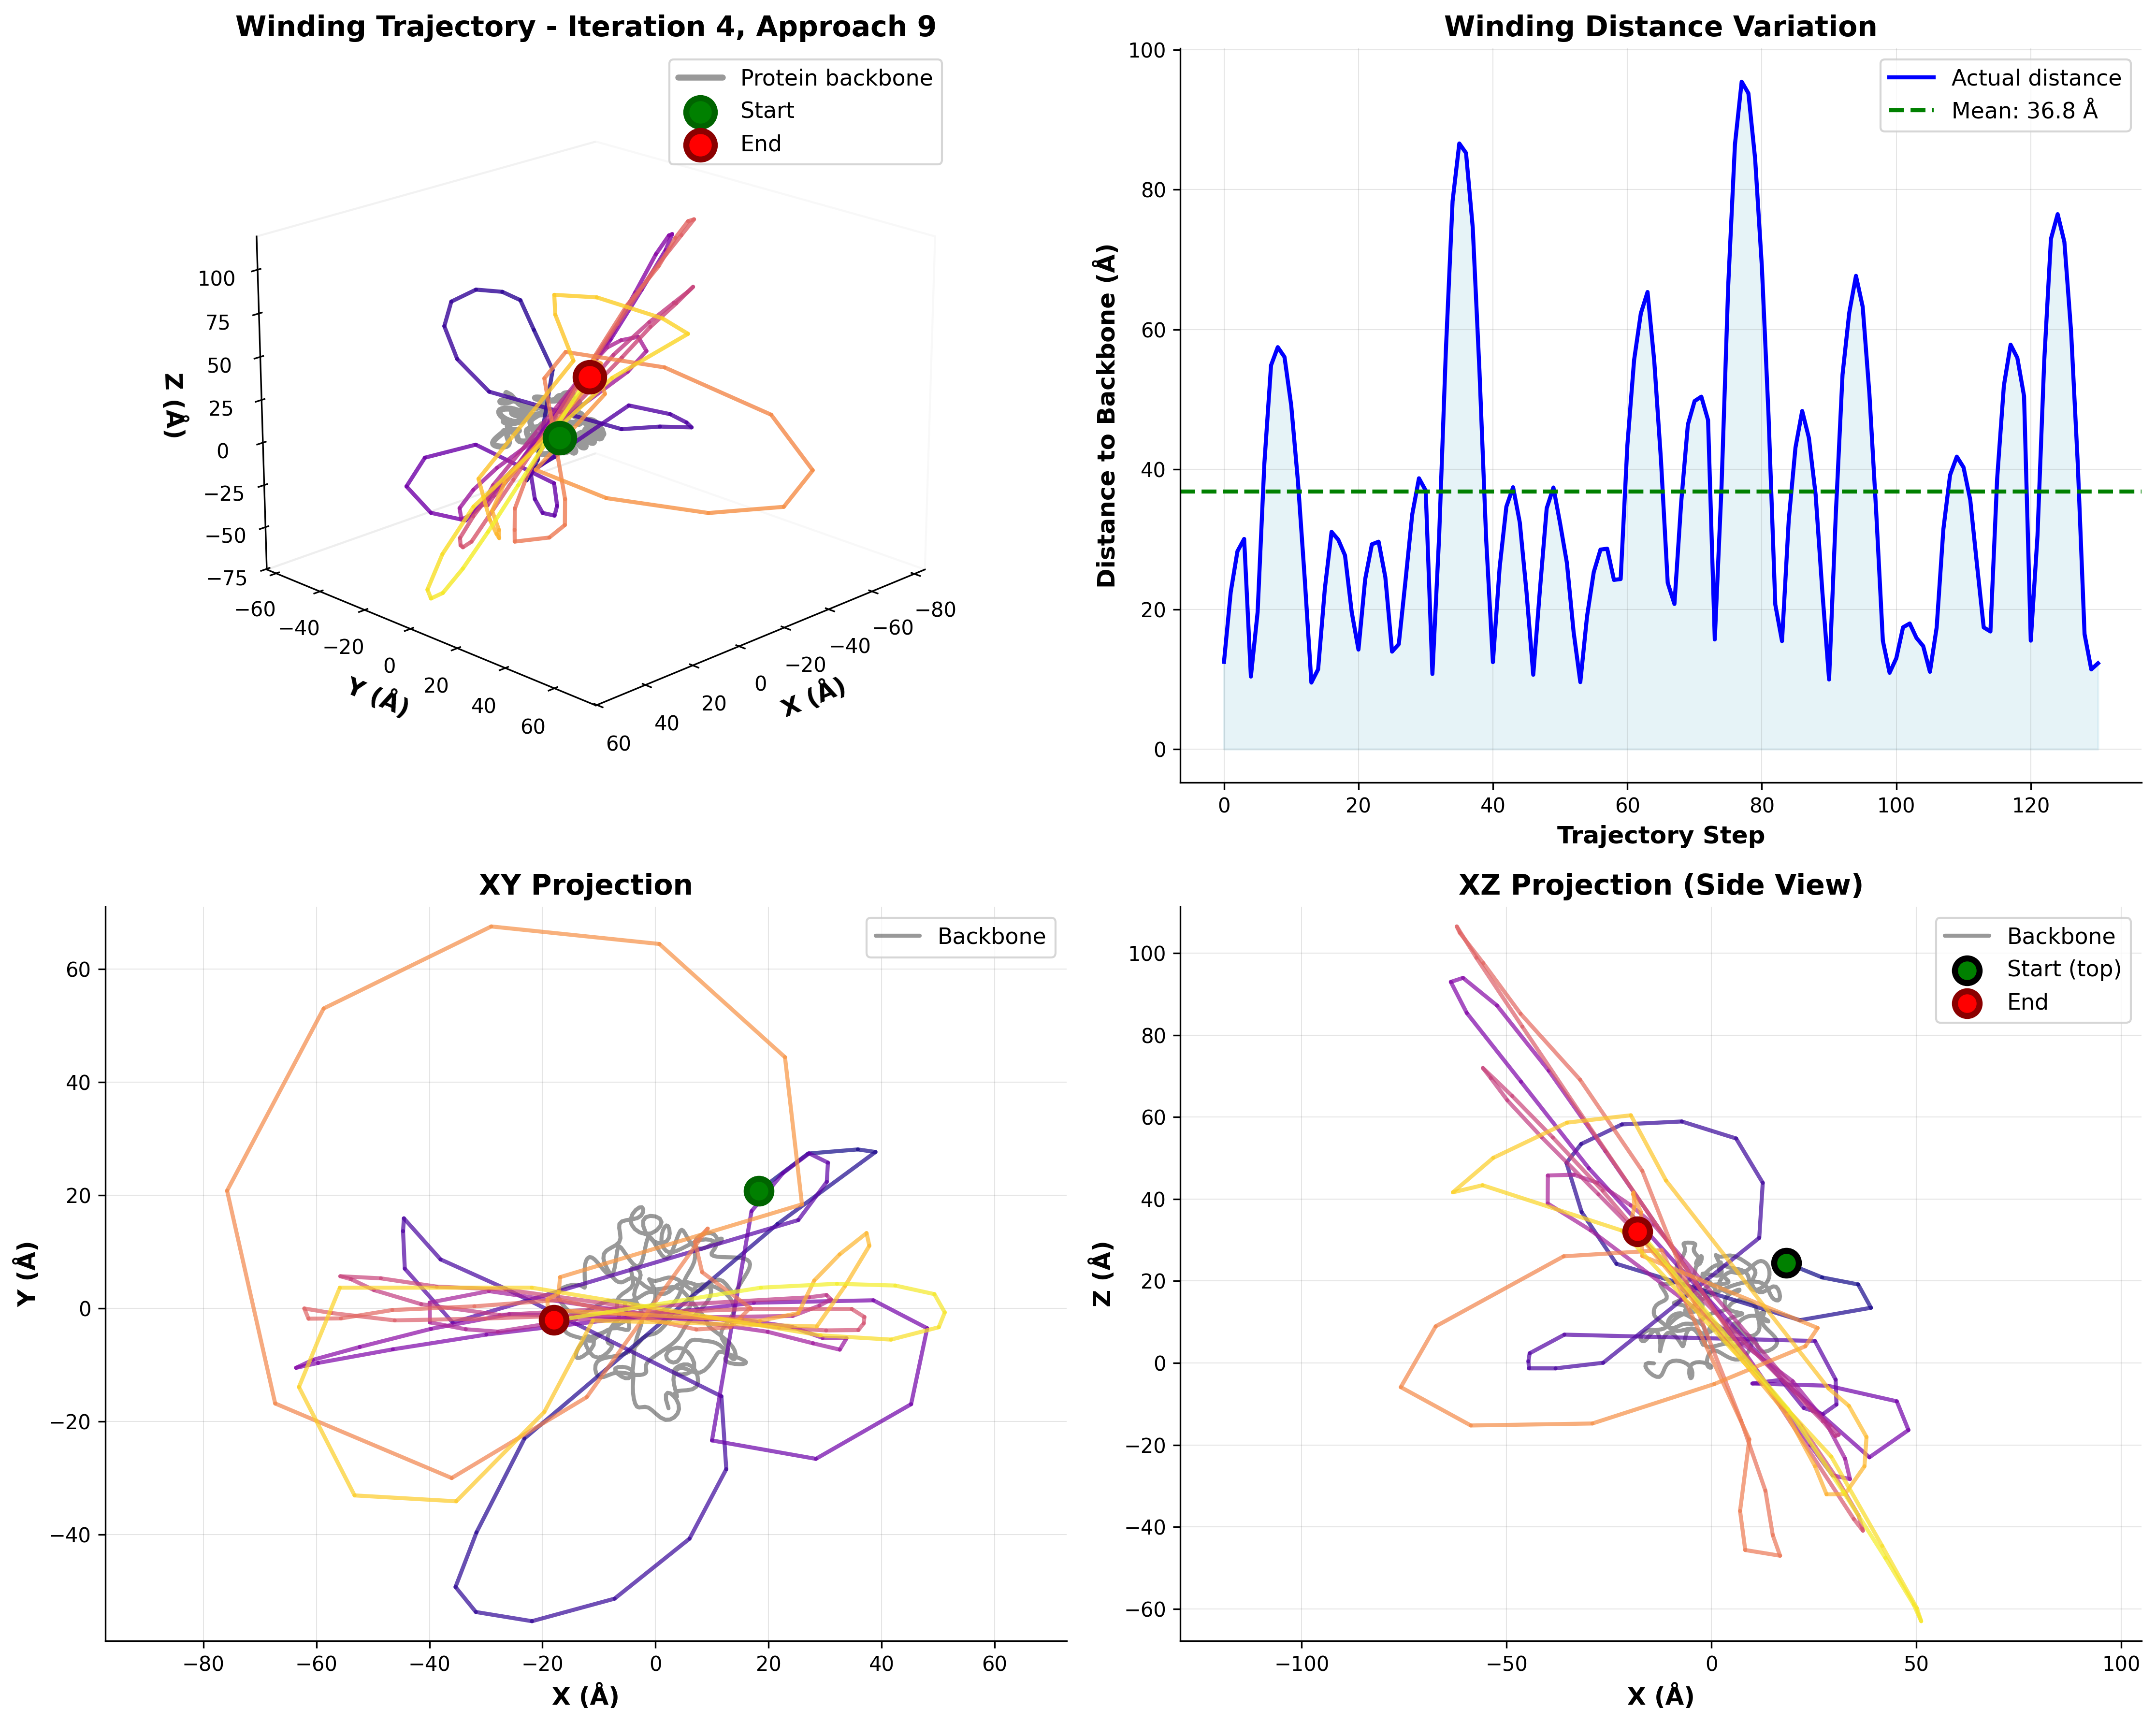 Winding Trajectory - Iteration 4, Approach 9
Protein backbone
Start
End
100
75
50
25
0
−25
−50
−75
Z (Å)
−60
−40
−20
0
20
40
60
Y (Å)
60
40
20
0
−20
−40
−60
−80
X (Å)
Winding Distance Variation
Actual distance
Mean: 36.8 Å
100
80
60
40
20
0
Distance to Backbone (Å)
0
20
40
60
80
100
120
Trajectory Step
XY Projection
Backbone
60
40
20
0
−20
−40
Y (Å)
−80
−60
−40
−20
0
20
40
60
X (Å)
XZ Projection (Side View)
Backbone
Start (top)
End
100
80
60
40
20
0
−20
−40
−60
Z (Å)
−100
−50
0
50
100
X (Å)